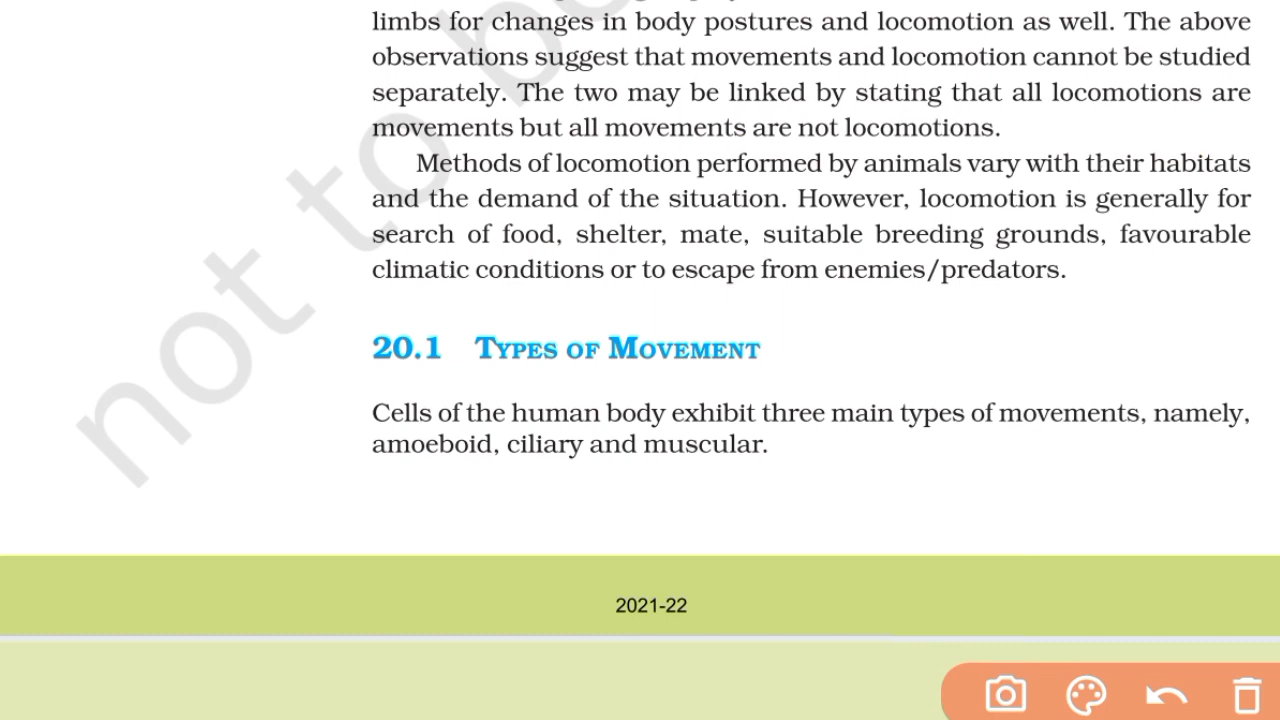 limbs for changes in body postures and locomotion as well. The above
observations suggest that movements and locomotion cannot be studied
separately. The two may be linked by stating that all locomotions are
movements but all movements are not locomotions.
Methods of locomotion performed by animals vary with their habitats
and the demand of the situation. However, locomotion is generally for
search of food, shelter, mate, suitable breeding grounds, favourable
climatic conditions or to escape from enemies/predators.
20.1 Types of Movement
Cells of the human body exhibit three main types of movements, namely,
amoeboid, ciliary and muscular.
not to
2021-22